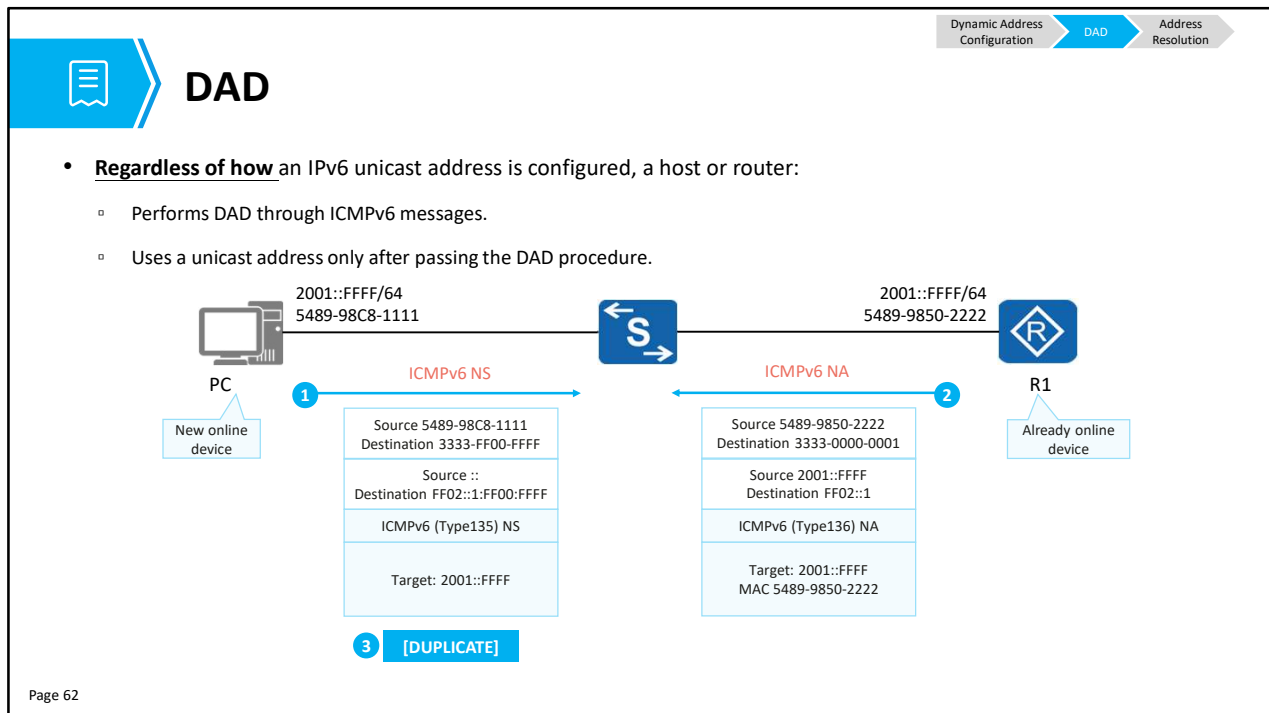 Dynamic Address
Configuration
DAD
Address
Resolution
DAD
• Regardless of how an IPv6 unicast address is configured, a host or router:
▫ Performs DAD through ICMPv6 messages.
▫ Uses a unicast address only after passing the DAD procedure.
2001::FFFF/64
5489-98C8-1111
2001::FFFF/64
5489-9850-2222
S
R
PC
ICMPv6 NS
ICMPv6 NA
R1
1
2
New online
device
Already online
device
Source 5489-98C8-1111
Destination 3333-FF00-FFFF
Source ::
Destination FF02::1:FF00:FFFF
ICMPv6 (Type135) NS
Target: 2001::FFFF
Source 5489-9850-2222
Destination 3333-0000-0001
Source 2001::FFFF
Destination FF02::1
ICMPv6 (Type136) NA
Target: 2001::FFFF
MAC 5489-9850-2222
3 [DUPLICATE]
Page 62